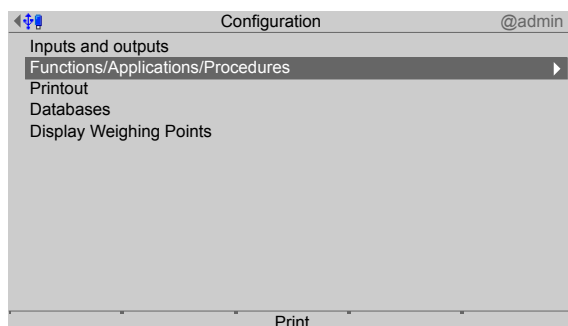 Configuration @admin
Inputs and outputs
Functions/Applications/Procedures
Printout
Databases
Display Weighing Points
Print